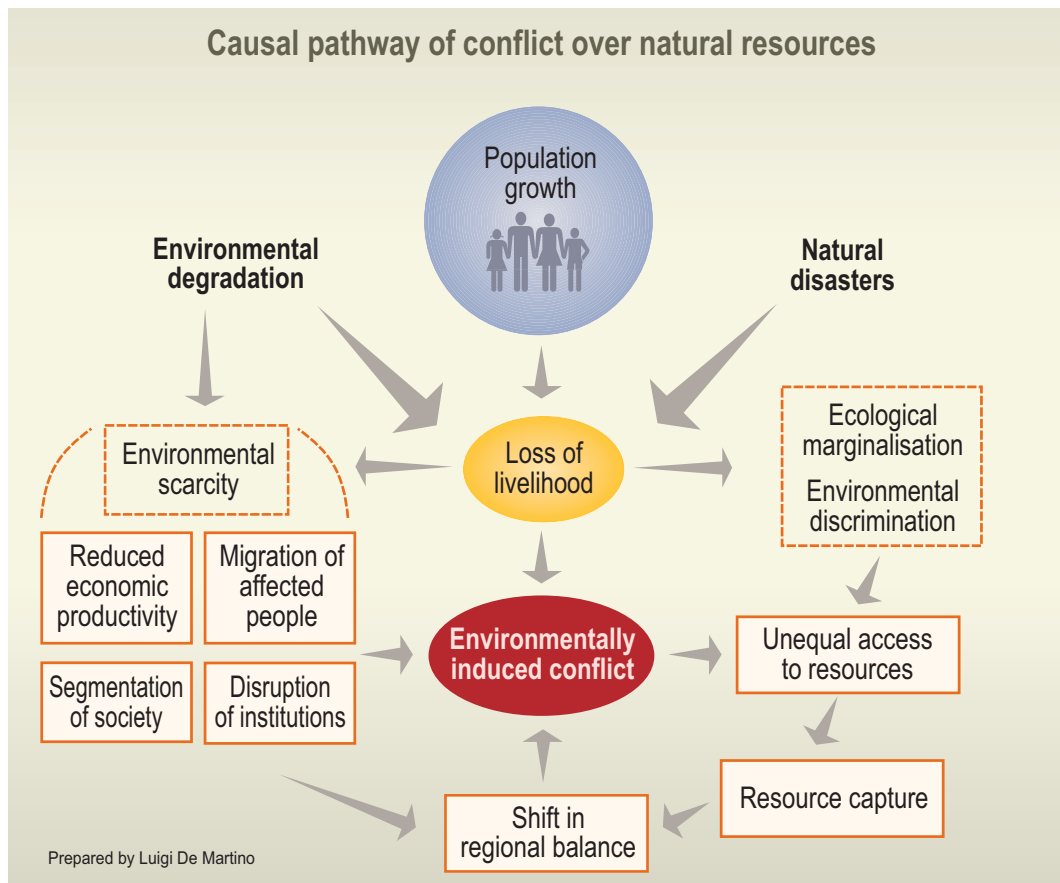 Causal pathway of conflict over natural resources
Population
growth
Environmental
degradation
Natural
disasters
Environmental
scarcity
Loss of
livelihood
Ecological
marginalisation
Environmental
discrimination
Reduced
economic
productivity
Migration of
affected
people
Environmentally
induced conflict
Unequal access
to resources
Segmentation
of society
Disruption
of institutions
Shift in
regional balance
Resource capture
Prepared by Luigi De Martino